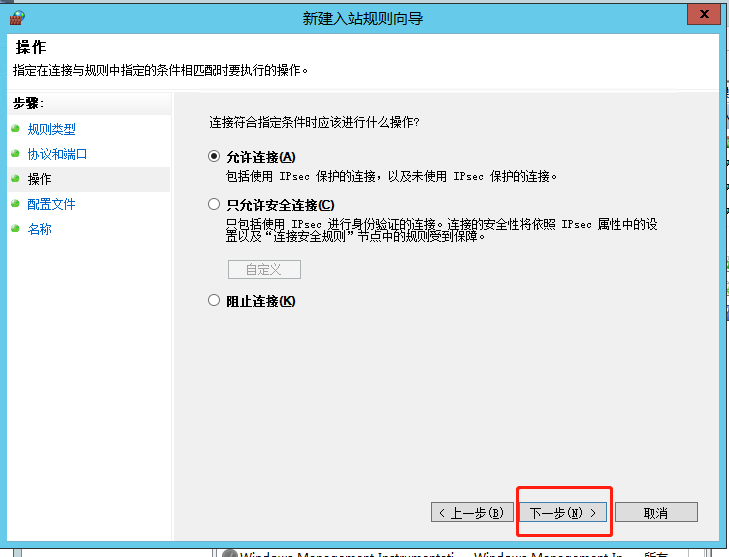 新建入站规则向导
x
操作
指定在连接与规则中指定的条件相匹配时要执行的操作。
步骤:
规则类型
协议和端口
操作
配置文件
名称
连接符合指定条件时应该进行什么操作?
允许连接(A)
包括使用 IPsec 保护的连接，以及未使用 IPsec 保护的连接。
只允许安全连接(C)
只包括使用 IPsec 进行身份验证的连接。连接的安全性将依照 IPsec 属性中的设
置以及“连接安全规则”节点中的规则受到保障。
自定义
阻止连接(K)
< 上一步(B)
下一步(N) >
取消
Windows Management Instrumentati... Windows Management In... 所有